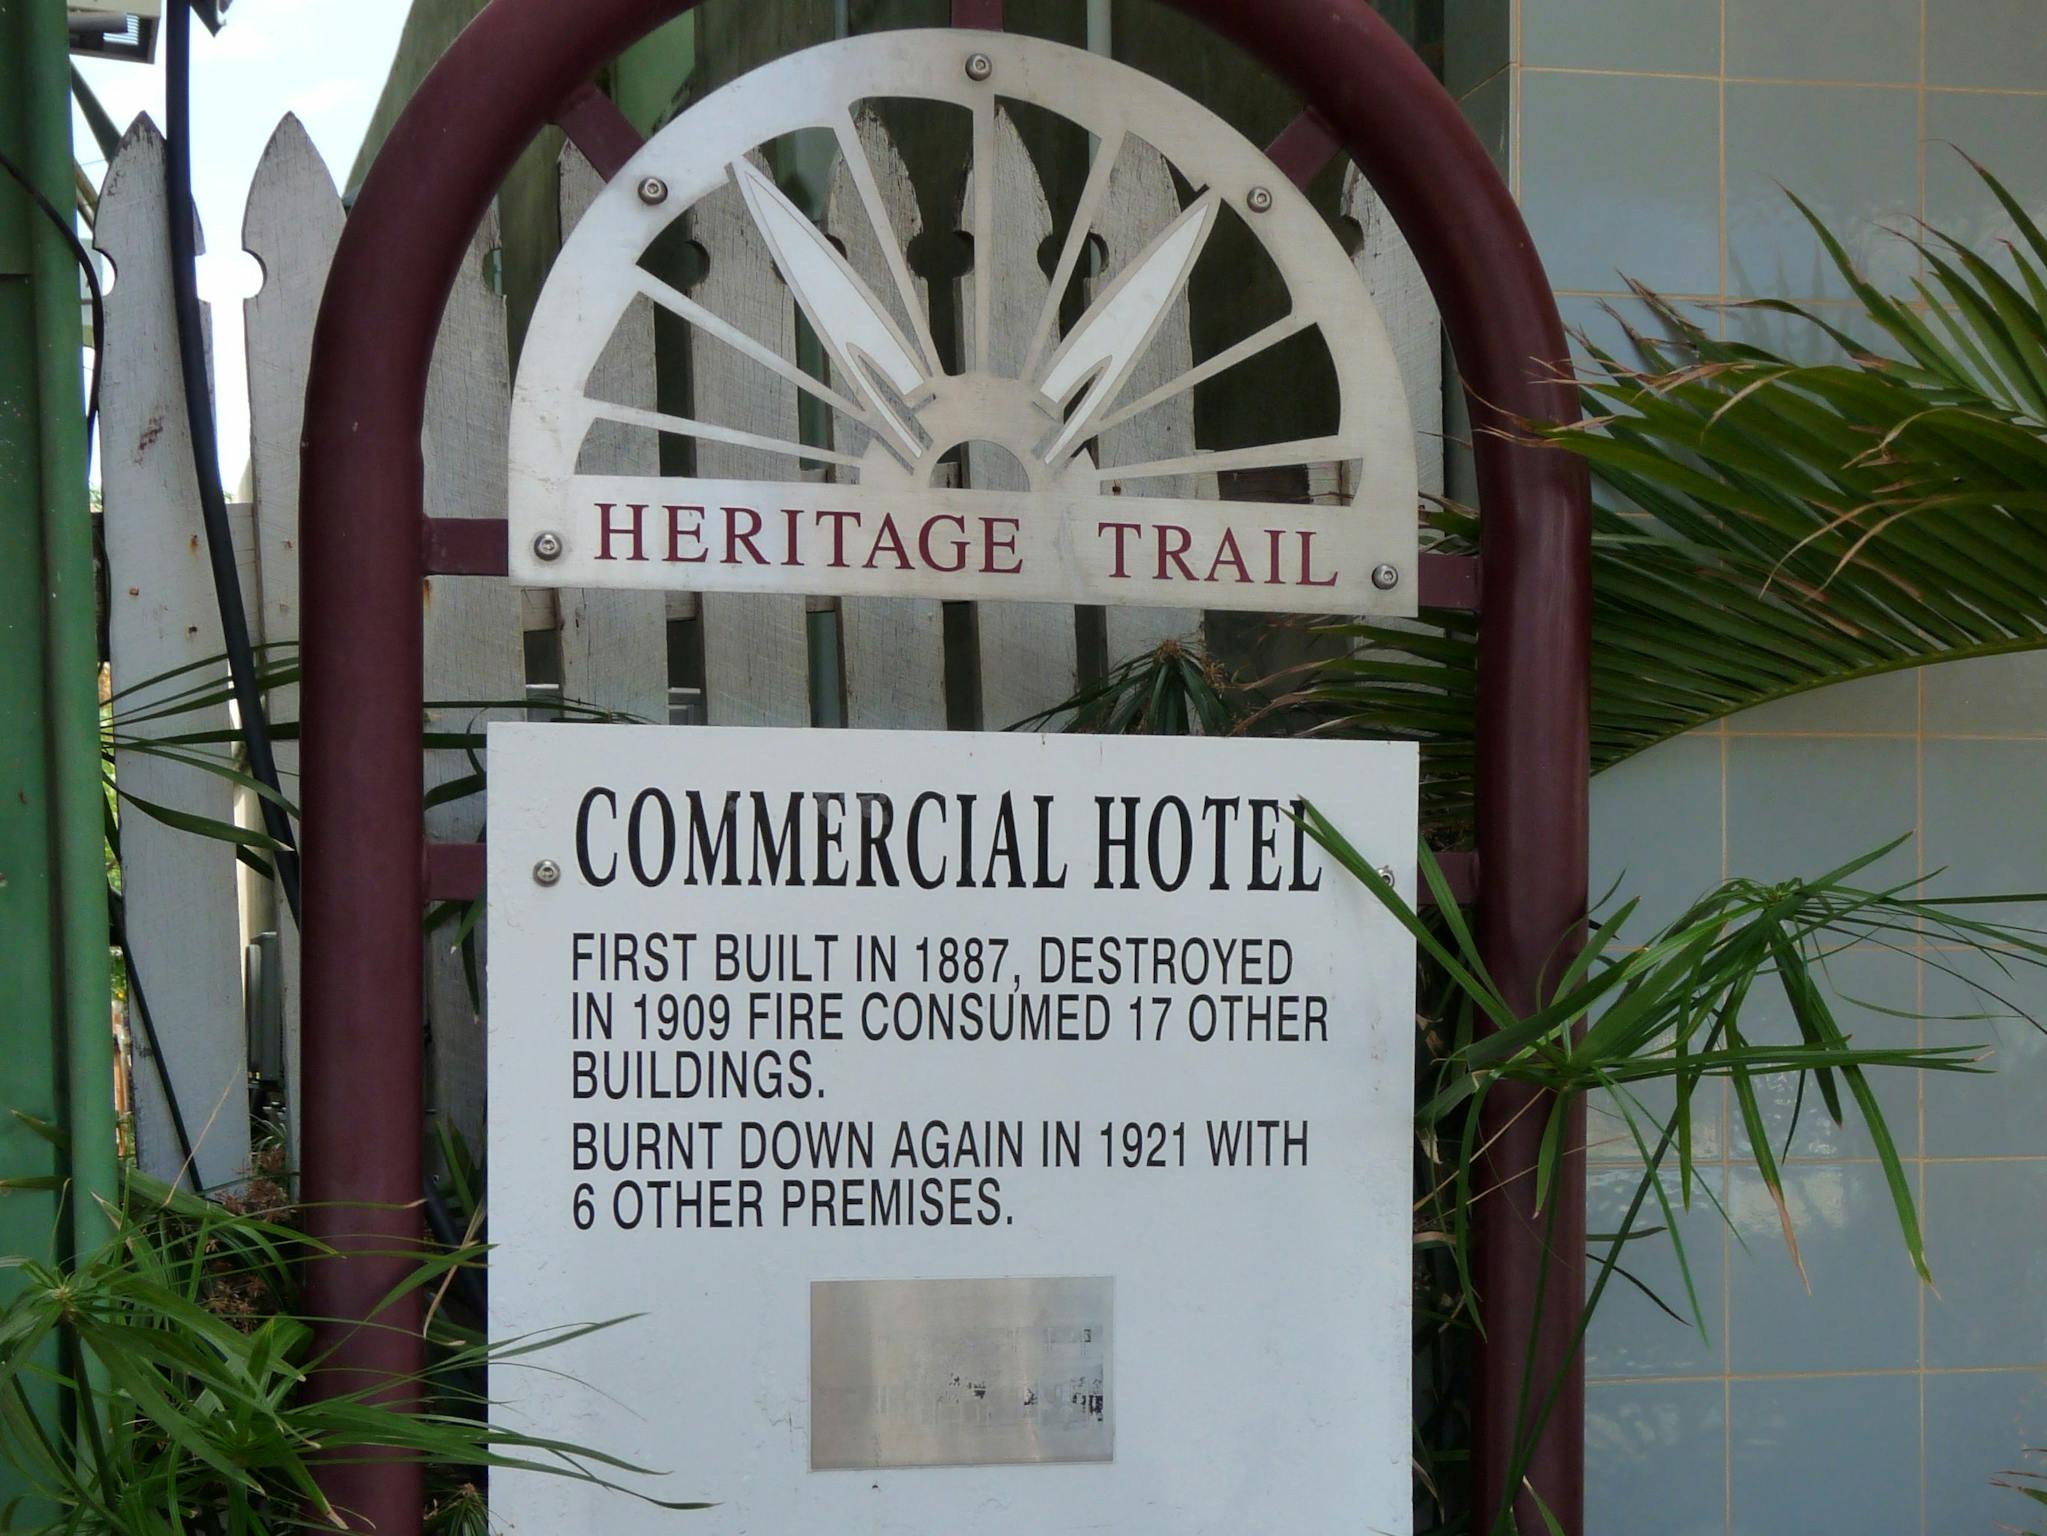 HERITAGE TRAIL
COMMERCIAL HOTEL
FIRST BUILT IN 1887, DESTROYED
IN 1909 FIRE CONSUMED 17 OTHER
BUILDINGS.
BURNT DOWN AGAIN IN 1921 WITH
6 OTHER PREMISES.